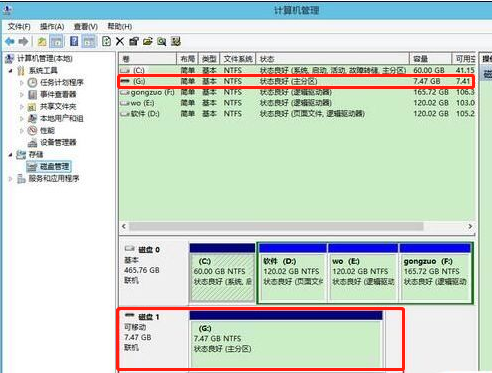 计算机管理
文件(F) 操作(A) 查看(V) 帮助(H)
计算机管理(本地)
系统工具
任务计划程序
事件查看器
共享文件夹
本地用户和组
性能
设备管理器
存储
磁盘管理
服务和应用程序
卷 布局 类型 文件系统 状态 容量 可用空
(C:) 简单 基本 NTFS 状态良好 (系统, 启动, 活动, 故障转储, 主分区) 60.00 GB 41.15
(G:) 简单 基本 NTFS 状态良好 (主分区) 7.47 GB 7.41
gongzuo (F:) 简单 基本 NTFS 状态良好 (逻辑驱动器) 165.72 GB 106.3
wo (E:) 简单 基本 NTFS 状态良好 (逻辑驱动器) 120.02 GB 103.0
软件 (D:) 简单 基本 NTFS 状态良好 (页面文件, 逻辑驱动器) 120.02 GB 105.2
操作
磁盘
磁盘 0
基本
465.76 GB
联机
(C:)
60.00 GB NTFS
状态良好 (系统, 启
软件 (D:)
120.02 GB NTFS
状态良好 (页面文件
wo (E:)
120.02 GB NTFS
状态良好 (逻辑驱动
gongzuo (F:)
165.72 GB NTFS
状态良好 (逻辑驱动器
磁盘 1
可移动
7.47 GB
联机
(G:)
7.47 GB NTFS
状态良好 (主分区)